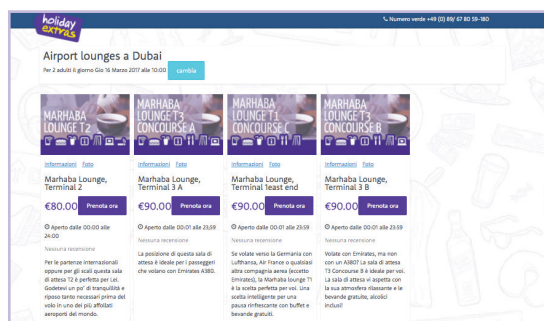 holiday
extras
Numero verde +49 (0) 89/ 67 80 59-180
Airport lounges a Dubai
Per 2 adulti il giorno Gio 16 Marzo 2017 alle 10:00 cambia
MARHABA
LOUNGE T2
MARHABA
LOUNGE T3
CONCOURSE A
MARHABA
LOUNGE T1
CONCOURSE C
MARHABA
LOUNGE T3
CONCOURSE B
Informazioni Foto
Informazioni Foto
Informazioni Foto
Informazioni Foto
Marhaba Lounge,
Terminal 2
Marhaba Lounge,
Terminal 3 A
Marhaba Lounge,
Terminal 1east end
Marhaba Lounge,
Terminal 3 B
€80.00 Prenota ora
€90.00 Prenota ora
€90.00 Prenota ora
€90.00 Prenota ora
Aperto dalle 00:00 alle
24:00
Aperto dalle 00:01 alle 23:59
Aperto dalle 00:01 alle 23:59
Aperto dalle 00:01 alle 23:59
Nessuna recensione
Nessuna recensione
Nessuna recensione
Nessuna recensione
Per le partenze internazionali
oppure per gli scali questa sala
di attesa T2 è perfetta per Lei.
Godetevi un po' di tranquillità e
riposo tanto necessari prima del
volo in uno dei più affollati
aeroporti del mondo.
La posizione di questa sala di
attesa è ideale per i passeggeri
che volano con Emirates A380.
Se volate verso la Germania con
Lufthansa, Air France o qualsiasi
altra compagnia aerea (eccetto
Emirates), la Marhaba lounge T1
è la scelta perfetta per voi. Una
scelta intelligente per una
pausa rinfrescante con buffet e
bevande gratuiti.
Volate con Emirates, ma non
con un A380? La sala di attesa
T3 Concourse B è ideale per voi.
La sala di attesa vi aspetta con
la sua atmosfera rilassante e le
bevande gratuite, alcolici
inclusi!